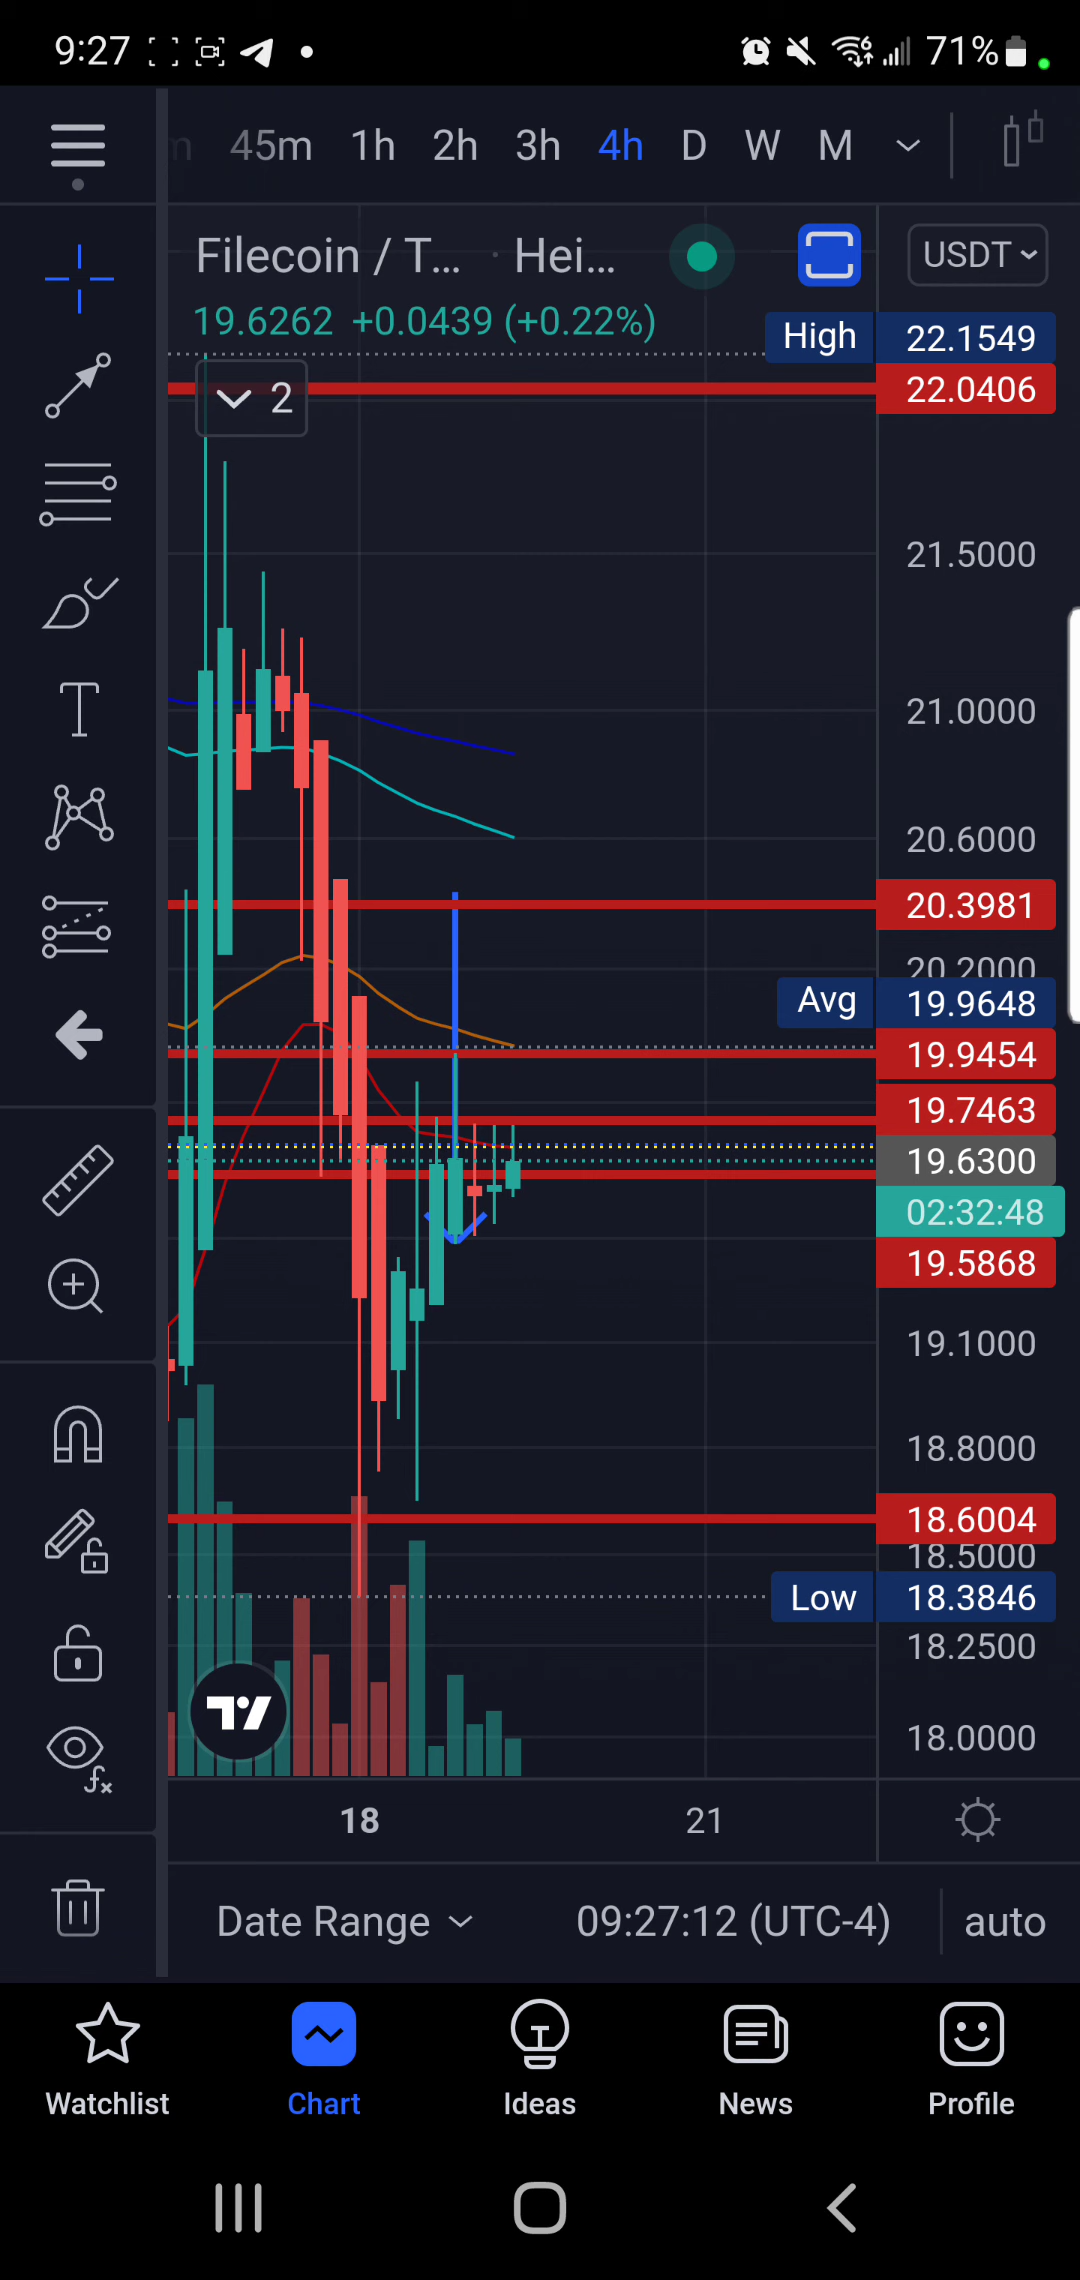 9:27
71%
45m 1h 2h 3h 4h D W M
Filecoin / T... · Hei...
USDT
19.6262 +0.0439 (+0.22%)
High 22.1549
22.0406
2
21.5000
21.0000
20.6000
20.3981
20.2000
Avg 19.9648
19.9454
19.7463
19.6300
02:32:48
19.5868
19.1000
18.8000
18.6004
18.5000
Low 18.3846
18.2500
18.0000
18 21
Date Range 09:27:12 (UTC-4) auto
Watchlist Chart Ideas News Profile